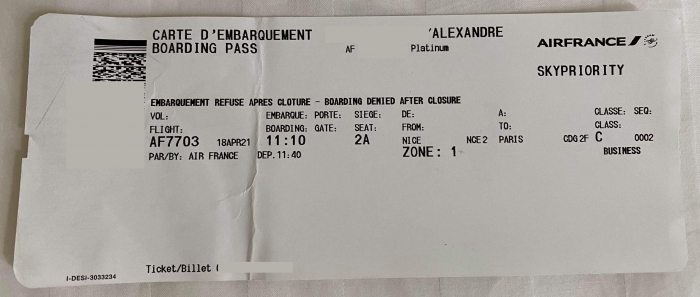 CARTE D'EMBARQUEMENT 'ALEXANDRE
BOARDING PASS AF Platinum
AIRFRANCE
SKYPRIORITY
EMBARQUEMENT REFUSE APRES CLOTURE - BOARDING DENIED AFTER CLOSURE
VOL: EMBARQUE: PORTE: SIEGE: DE: A: CLASSE: SEQ:
FLIGHT: BOARDING: GATE: SEAT: FROM: TO: CLASS:
AF7703 18APR21 11:10 2A NICE NCE2 PARIS CDG2F C 0002
PAR/BY: AIR FRANCE DEP.11:40 ZONE: 1 BUSINESS
Ticket/Billet (
I-DESI-3033234